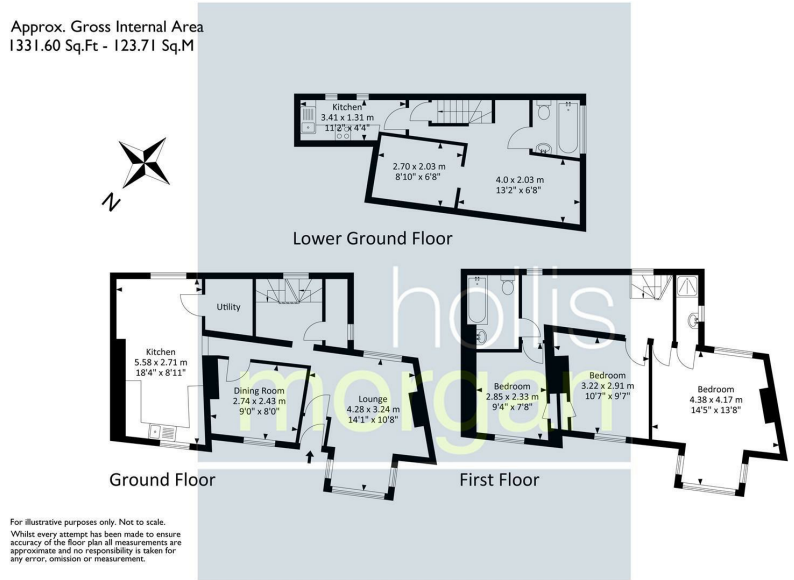 Approx. Gross Internal Area
1331.60 Sq.Ft - 123.71 Sq.M
N
Kitchen
3.41 x 1.31 m
11'2" x 4'4"
2.70 x 2.03 m
8'10" x 6'8"
4.0 x 2.03 m
13'2" x 6'8"
Lower Ground Floor
hollis
morgan
Utility
Kitchen
5.58 x 2.71 m
18'4" x 8'11"
Dining Room
2.74 x 2.43 m
9'0" x 8'0"
Lounge
4.28 x 3.24 m
14'1" x 10'8"
Ground Floor
Bedroom
2.85 x 2.33 m
9'4" x 7'8"
Bedroom
3.22 x 2.91 m
10'7" x 9'7"
Bedroom
4.38 x 4.17 m
14'5" x 13'8"
First Floor
For illustrative purposes only. Not to scale.
Whilst every attempt has been made to ensure
accuracy of the floor plan all measurements are
approximate and no responsibility is taken for
any error, omission or measurement.